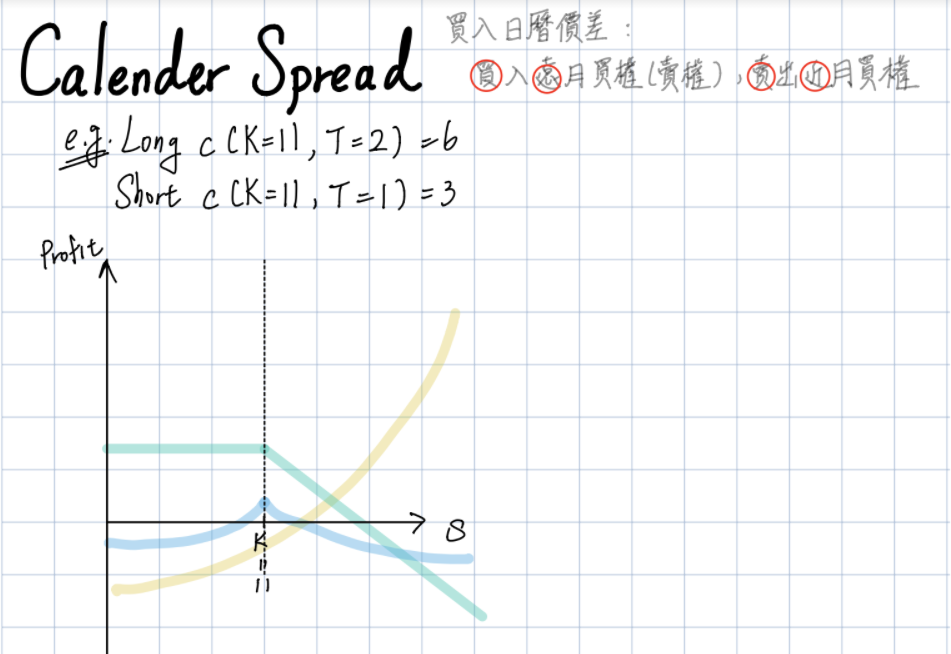 Calender Spread
買入日曆價差:
買入遠月買權(賣權),賣出近月買權
e.g. Long c (K=11, T=2) =6
Short c (K=11, T=1) =3
Profit
S
K
"
11